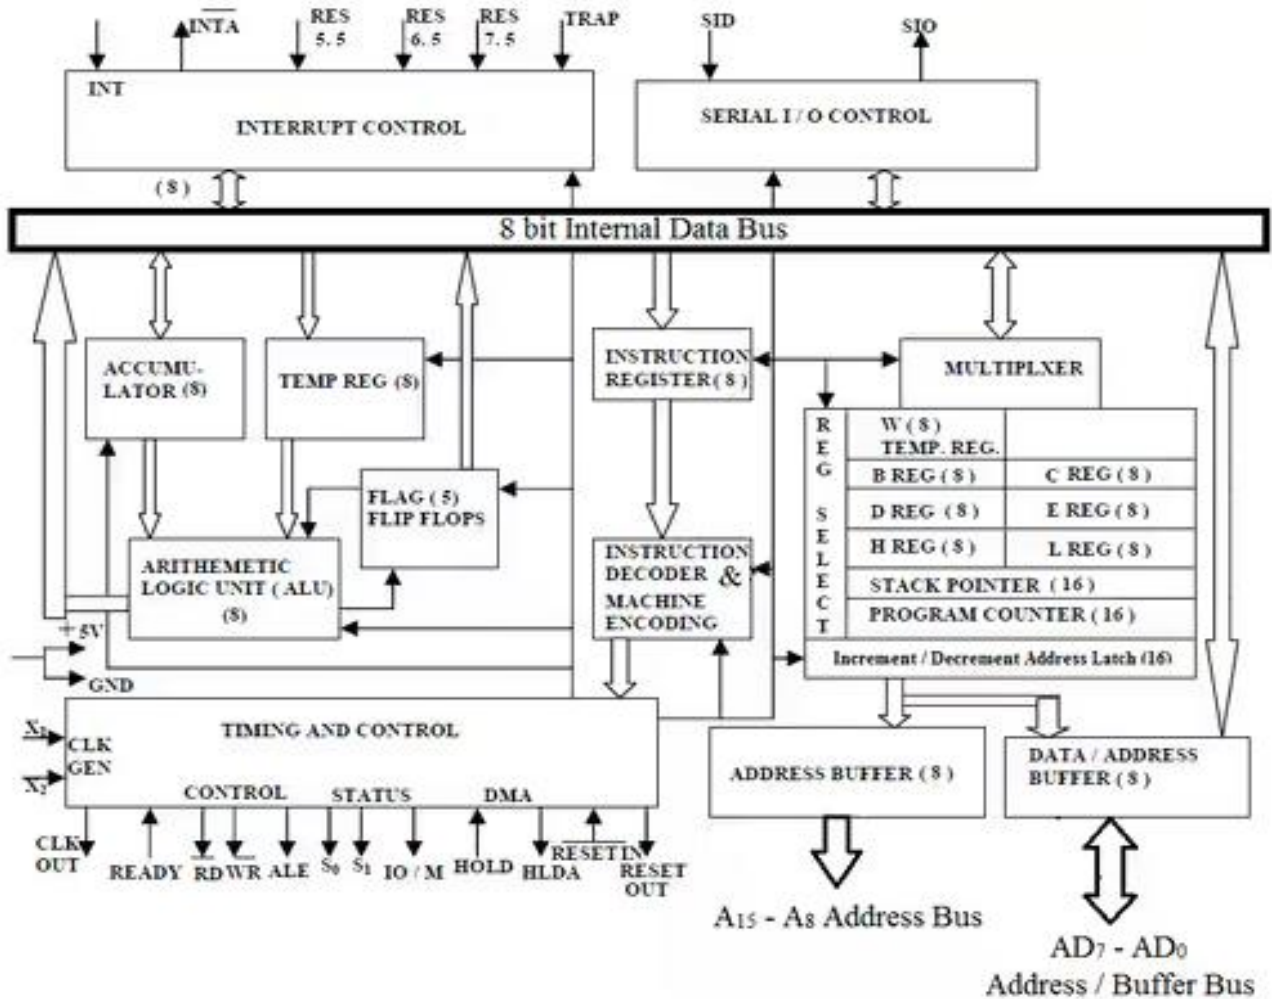 INTA
RES
5.5
RES
6.5
RES
7.5
TRAP
SID
SIO
INT
INTERRUPT CONTROL
SERIAL I / O CONTROL
( 8 )
8 bit Internal Data Bus
ACCUMU-
LATOR (8)
TEMP REG (8)
INSTRUCTION
REGISTER ( 8 )
MULTIPLXER
R
E
G
S
E
L
E
C
T
W ( 8 )
TEMP. REG.
B REG ( 8 )
C REG ( 8 )
D REG ( 8 )
E REG ( 8 )
H REG ( 8 )
L REG ( 8 )
STACK POINTER ( 16 )
PROGRAM COUNTER ( 16 )
Increment / Decrement Address Latch (16)
FLAG ( 5 )
FLIP FLOPS
ARITHEMETIC
LOGIC UNIT ( ALU)
(8)
INSTRUCTION
DECODER &
MACHINE
ENCODING
+ 5V
GND
X1
X2
CLK
GEN
TIMING AND CONTROL
CONTROL
STATUS
DMA
CLK
OUT
READY
RD
WR
ALE
S0
S1
IO / M
HOLD
HLDA
RESET IN
RESET
OUT
ADDRESS BUFFER ( 8 )
DATA / ADDRESS
BUFFER ( 8 )
A15 - A8 Address Bus
AD7 - AD0
Address / Buffer Bus